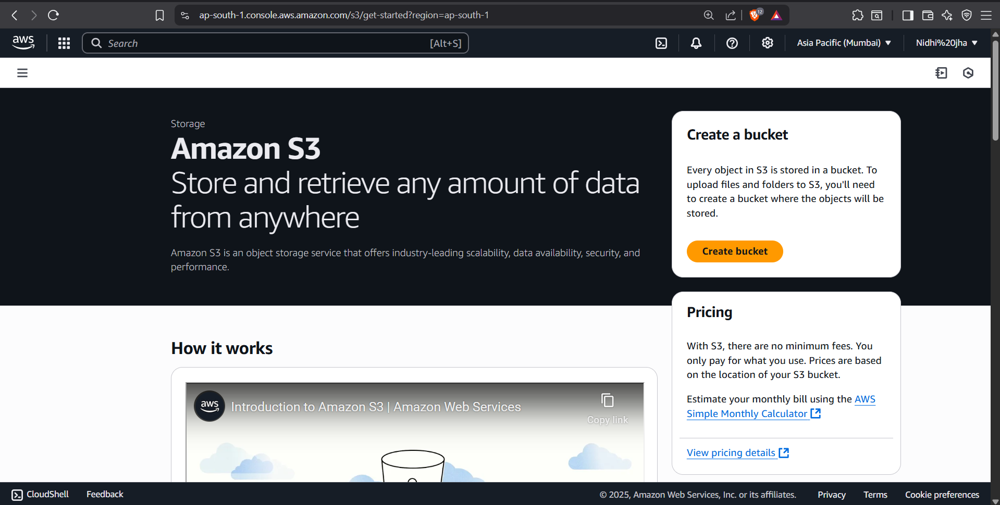 ap-south-1.console.aws.amazon.com/s3/get-started?region=ap-south-1
12
aws
Search
[Alt+S]
Asia Pacific (Mumbai)
Nidhi%20jha
Storage
Amazon S3
Store and retrieve any amount of data
from anywhere
Amazon S3 is an object storage service that offers industry-leading scalability, data availability, security, and
performance.
Create a bucket
Every object in S3 is stored in a bucket. To
upload files and folders to S3, you'll need
to create a bucket where the objects will be
stored.
Create bucket
Pricing
With S3, there are no minimum fees. You
only pay for what you use. Prices are based
on the location of your S3 bucket.
Estimate your monthly bill using the AWS
Simple Monthly Calculator
View pricing details
How it works
aws
Introduction to Amazon S3 | Amazon Web Services
Copy link
CloudShell
Feedback
© 2025, Amazon Web Services, Inc. or its affiliates.
Privacy
Terms
Cookie preferences